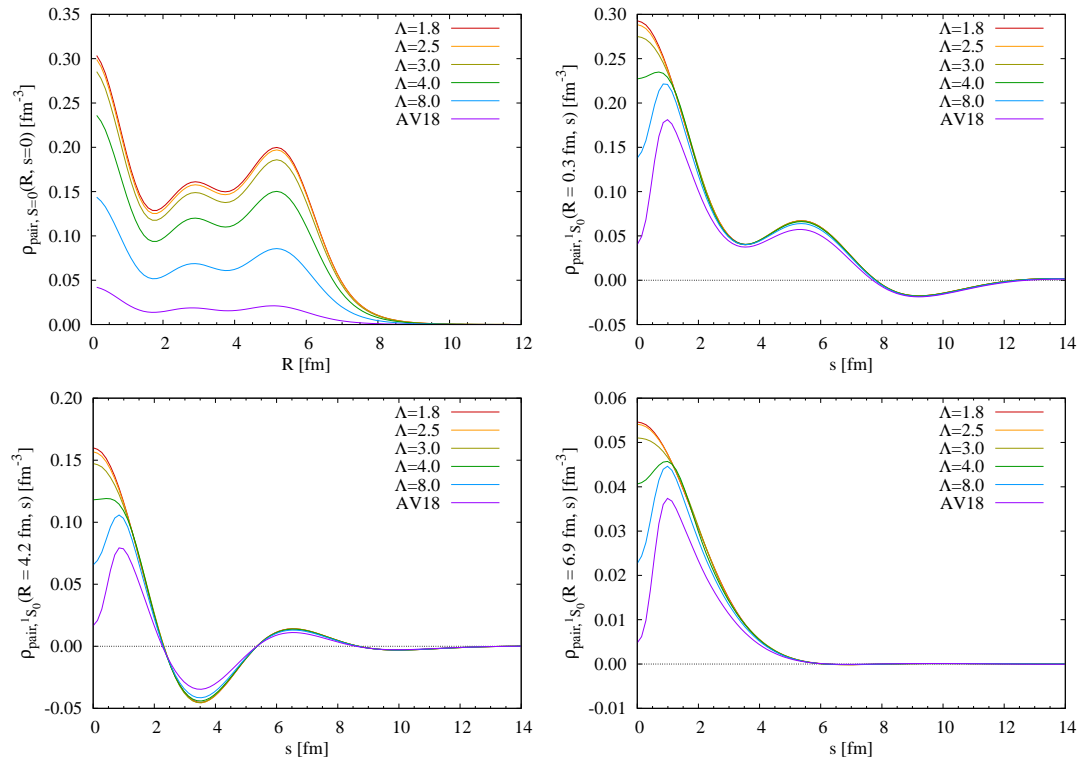 ρpair, s=0(R, s=0) [fm-3]
0.35
0.30
0.25
0.20
0.15
0.10
0.05
0.00
Λ=1.8
Λ=2.5
Λ=3.0
Λ=4.0
Λ=8.0
AV18
0 2 4 6 8 10 12
R [fm]
ρpair,1s0(R = 0.3 fm, s) [fm-3]
0.30
0.25
0.20
0.15
0.10
0.05
0.00
-0.05
Λ=1.8
Λ=2.5
Λ=3.0
Λ=4.0
Λ=8.0
AV18
0 2 4 6 8 10 12 14
s [fm]
ρpair,1s0(R = 4.2 fm, s) [fm-3]
0.20
0.15
0.10
0.05
0.00
-0.05
Λ=1.8
Λ=2.5
Λ=3.0
Λ=4.0
Λ=8.0
AV18
0 2 4 6 8 10 12 14
s [fm]
ρpair,1s0(R = 6.9 fm, s) [fm-3]
0.06
0.05
0.04
0.03
0.02
0.01
0.00
-0.01
Λ=1.8
Λ=2.5
Λ=3.0
Λ=4.0
Λ=8.0
AV18
0 2 4 6 8 10 12 14
s [fm]